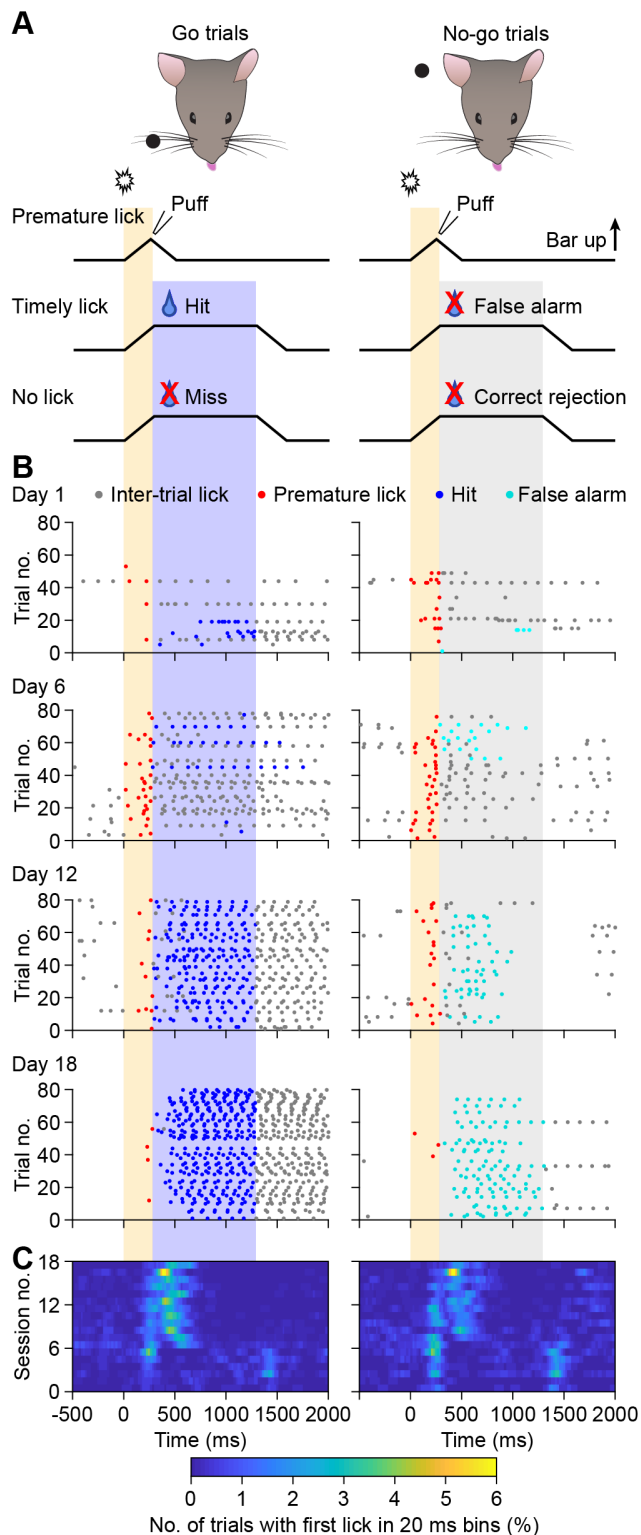 A
Go trials No-go trials
Premature lick Puff Puff Bar up
Timely lick Hit False alarm
No lick Miss Correct rejection
B
Day 1 Inter-trial lick Premature lick Hit False alarm
Trial no.
80
60
40
20
0
Day 6
Trial no.
80
60
40
20
0
Day 12
Trial no.
80
60
40
20
0
Day 18
Trial no.
80
60
40
20
0
C
Session no.
18
12
6
0
-500 0 500 1000 1500 2000 0 500 1000 1500 2000
Time (ms) Time (ms)
0 1 2 3 4 5 6
No. of trials with first lick in 20 ms bins (%)